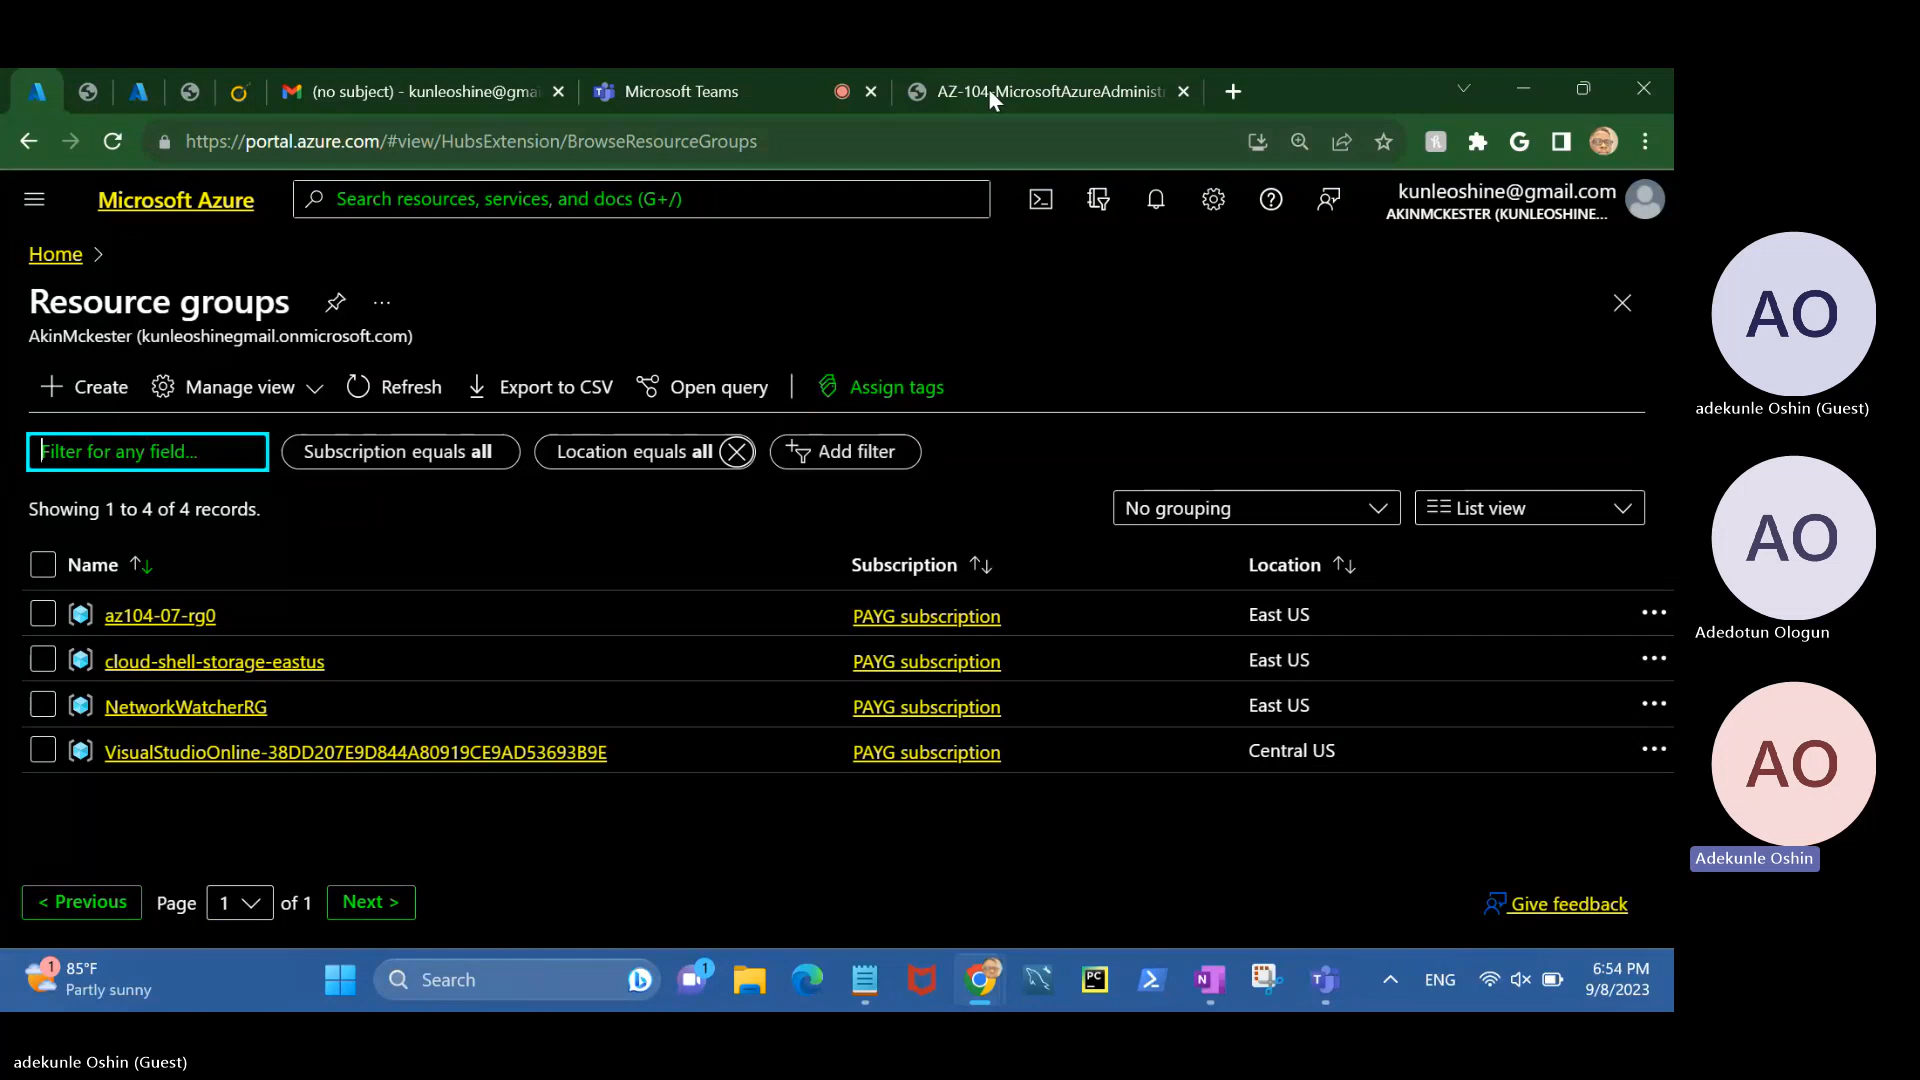 (no subject) - kunleoshine@gmai
Microsoft Teams
AZ-104-MicrosoftAzureAdministr
https://portal.azure.com/#view/HubsExtension/BrowseResourceGroups
Microsoft Azure
Search resources, services, and docs (G+/)
kunleoshine@gmail.com
AKINMCKESTER (KUNLEOSHINE...
Home >
Resource groups
AkinMckester (kunleoshinegmail.onmicrosoft.com)
Create Manage view Refresh Export to CSV Open query Assign tags
Filter for any field... Subscription equals all Location equals all Add filter
Showing 1 to 4 of 4 records. No grouping List view
Name Subscription Location
az104-07-rg0 PAYG subscription East US
cloud-shell-storage-eastus PAYG subscription East US
NetworkWatcherRG PAYG subscription East US
VisualStudioOnline-38DD207E9D844A80919CE9AD53693B9E PAYG subscription Central US
< Previous Page 1 of 1 Next > Give feedback
1 85°F
Partly sunny
Search
1
PC
N
ENG
6:54 PM
9/8/2023
AO
adekunle Oshin (Guest)
AO
Adedotun Ologun
AO
Adekunle Oshin
adekunle Oshin (Guest)